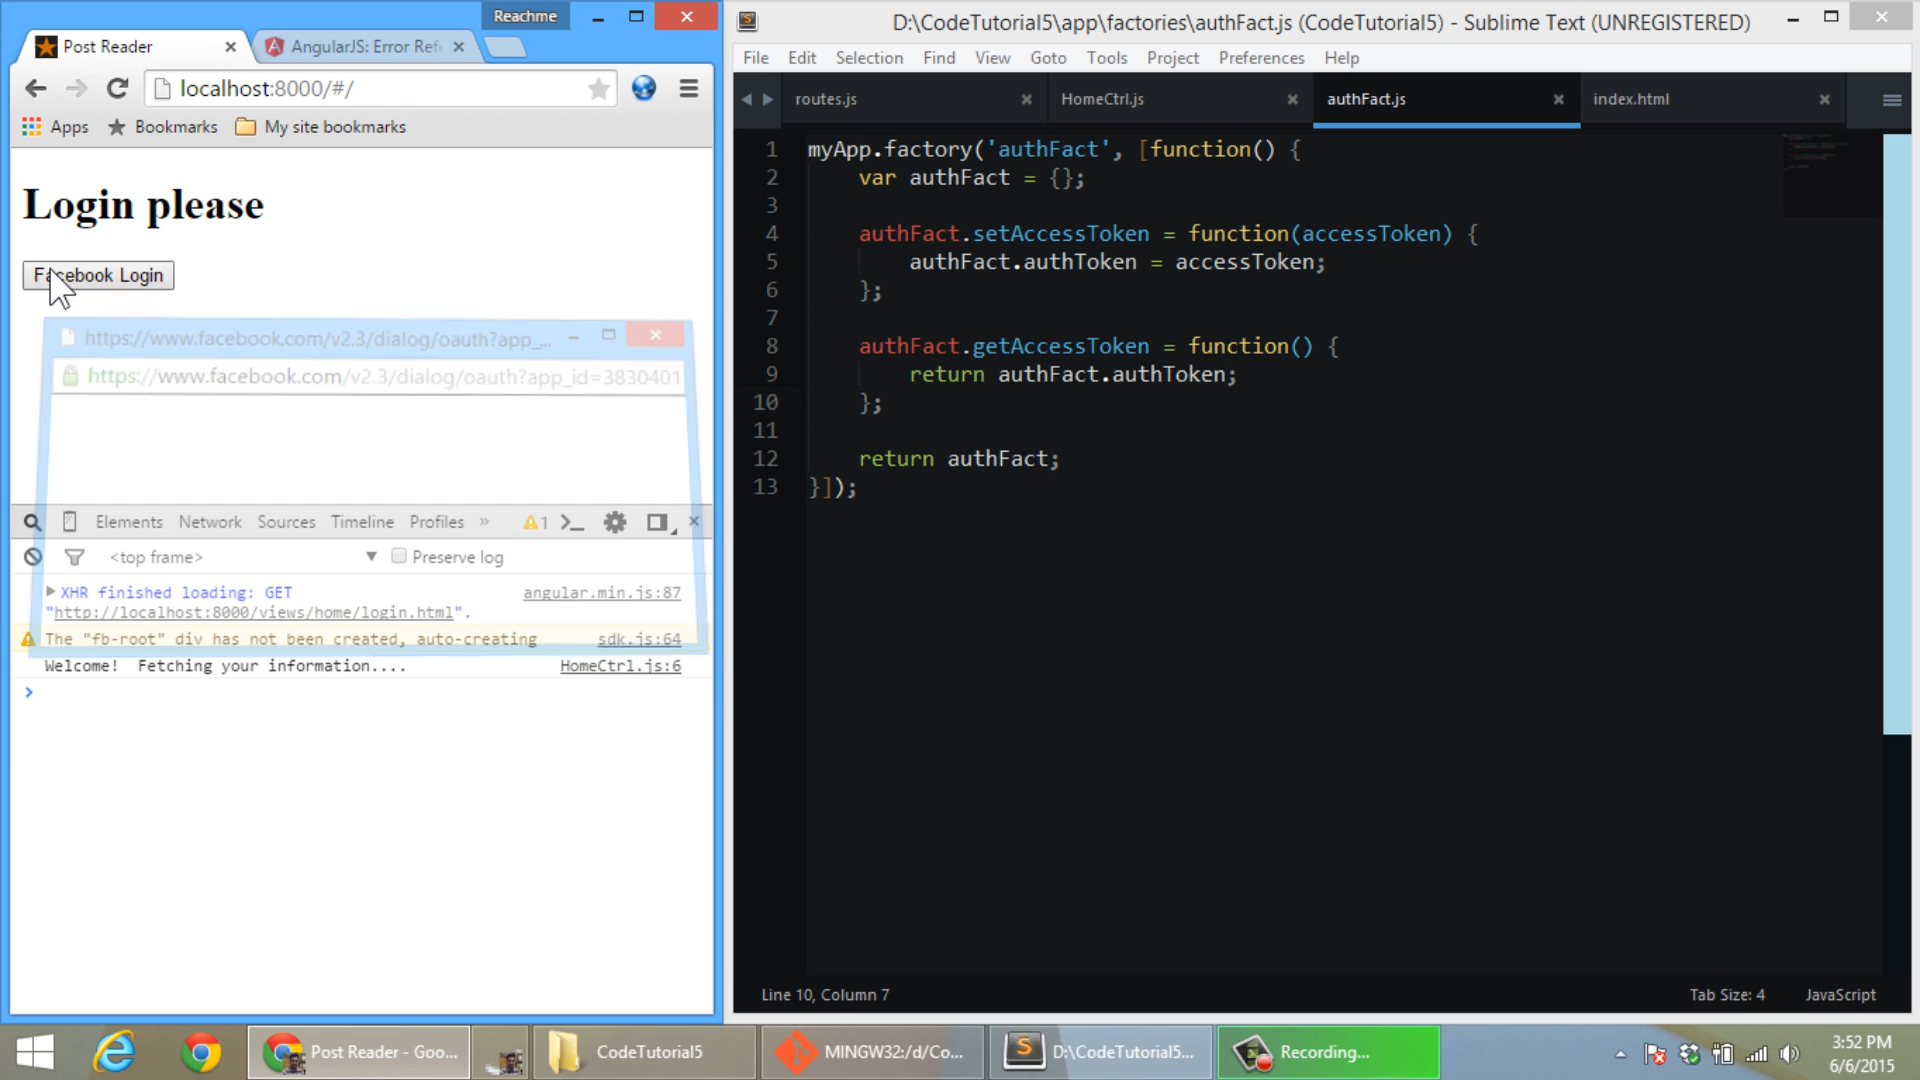 Reachme
Post Reader
AngularJS: Error Ref
localhost:8000/#/
Apps
Bookmarks
My site bookmarks
Login please
Facebook Login
https://www.facebook.com/v2.3/dialog/oauth?app_...
https://www.facebook.com/v2.3/dialog/oauth?app_id=3830401
Elements Network Sources Timeline Profiles » 1
<top frame> Preserve log
XHR finished loading: GET angular.min.js:87
"http://localhost:8000/views/home/login.html".
The "fb-root" div has not been created, auto-creating sdk.js:64
Welcome! Fetching your information.... HomeCtrl.js:6
>
D:\CodeTutorial5\app\factories\authFact.js (CodeTutorial5) - Sublime Text (UNREGISTERED)
File Edit Selection Find View Goto Tools Project Preferences Help
routes.js HomeCtrl.js authFact.js index.html
1 myApp.factory('authFact', [function() {
2 var authFact = {};
3
4 authFact.setAccessToken = function(accessToken) {
5 authFact.authToken = accessToken;
6 };
7
8 authFact.getAccessToken = function() {
9 return authFact.authToken;
10 };
11
12 return authFact;
13 }]);
Line 10, Column 7 Tab Size: 4 JavaScript
Post Reader - Goo...
CodeTutorial5
MINGW32:/d/Co...
D:\CodeTutorial5...
Recording...
3:52 PM
6/6/2015